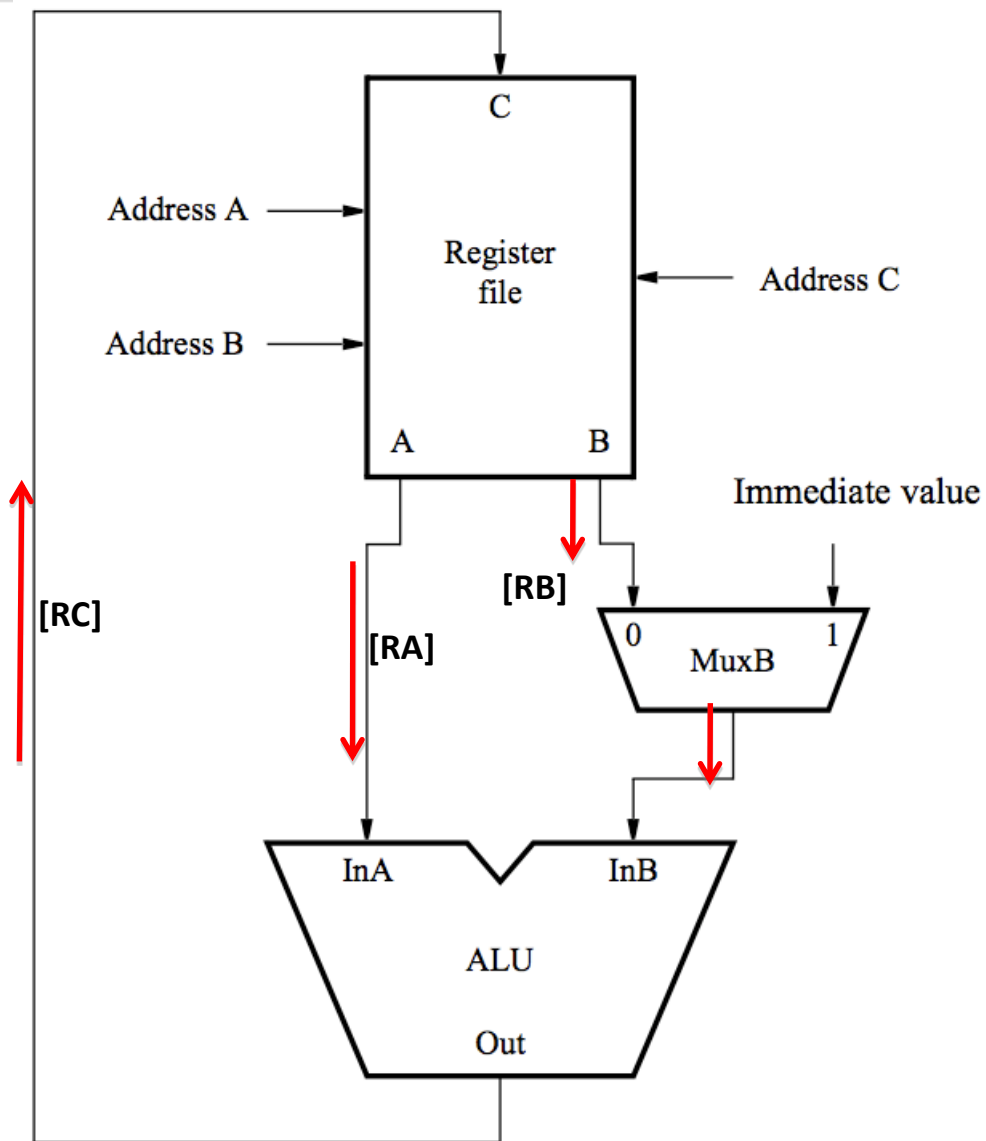 C
Address A
Register
file
Address C
Address B
A
B
Immediate value
[RB]
[RC]
[RA]
0
1
MuxB
InA
InB
ALU
Out